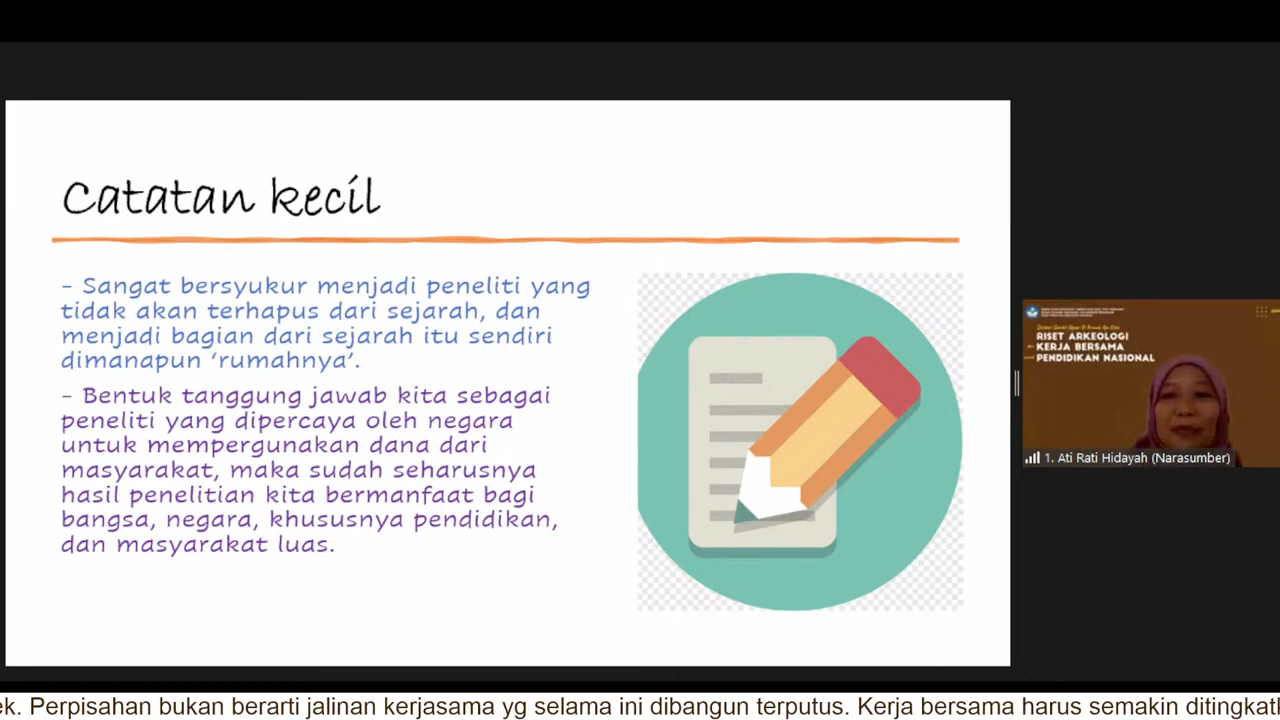 Catatan kecil
- Sangat bersyukur menjadi peneliti yang
tidak akan terhapus dari sejarah, dan
menjadi bagian dari sejarah itu sendiri
dimanapun ‘rumahnya’.
- Bentuk tanggung jawab kita sebagai
peneliti yang dipercaya oleh negara
untuk mempergunakan dana dari
masyarakat, maka sudah seharusnya
hasil penelitian kita bermanfaat bagi
bangsa, negara, khususnya pendidikan,
dan masyarakat luas.
RISET ARKEOLOGI
KERJA BERSAMA
PENDIDIKAN NASIONAL
1. Ati Rati Hidayah (Narasumber)
ek. Perpisahan bukan berarti jalinan kerjasama yg selama ini dibangun terputus. Kerja bersama harus semakin ditingkat